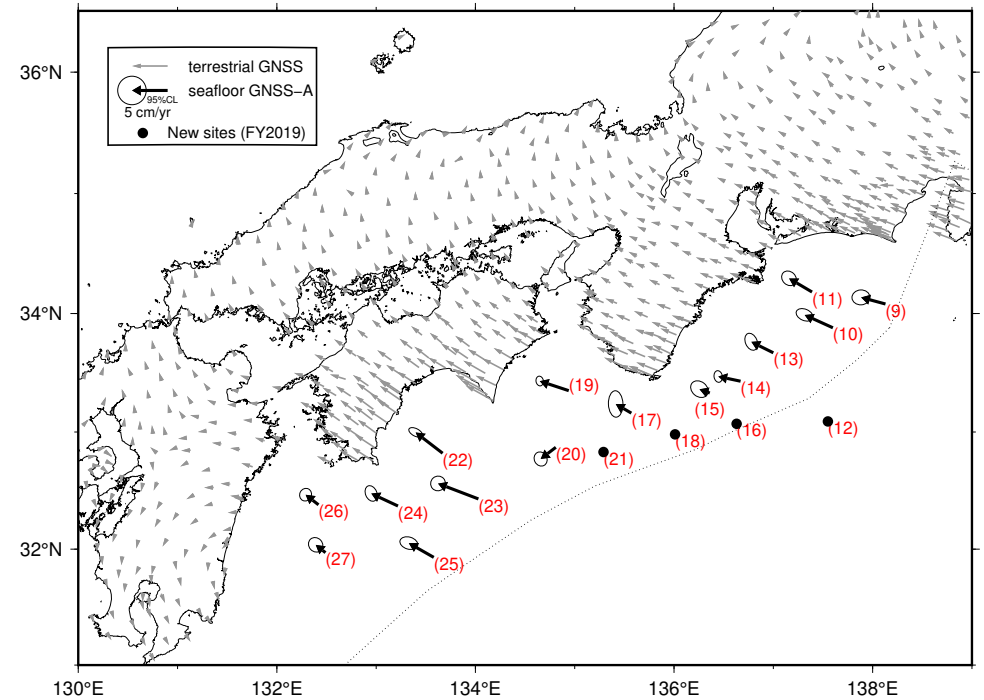 36°N
34°N
32°N
130°E
132°E
134°E
136°E
138°E
terrestrial GNSS
seafloor GNSS−A
95%CL
5 cm/yr
New sites (FY2019)
(9)
(11)
(10)
(13)
(14)
(19)
(15)
(17)
(16)
(12)
(18)
(20)
(21)
(22)
(23)
(24)
(26)
(27)
(25)